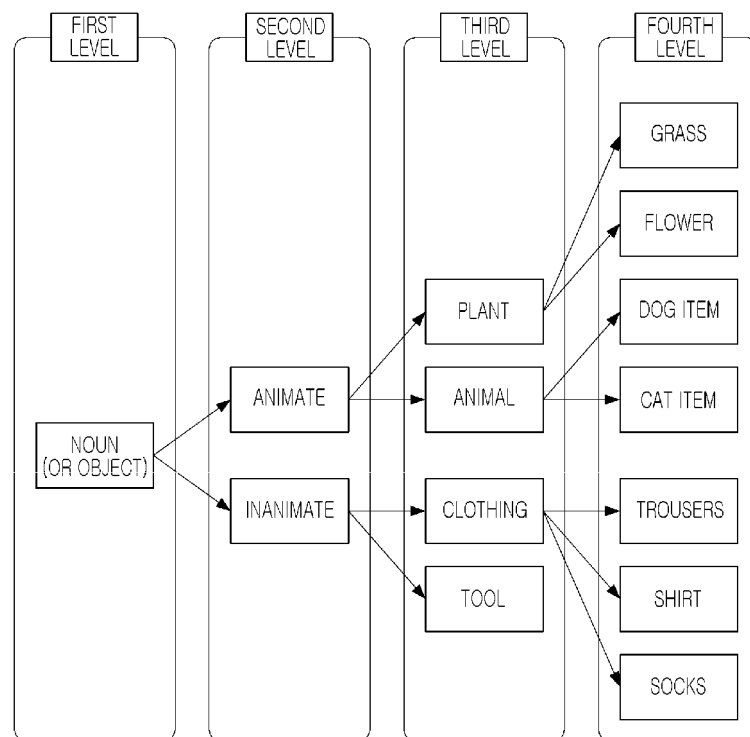 FIRST
LEVEL
SECOND
LEVEL
THIRD
LEVEL
FOURTH
LEVEL
GRASS
FLOWER
PLANT
DOG ITEM
ANIMATE
ANIMAL
CAT ITEM
NOUN
(OR OBJECT)
INANIMATE
CLOTHING
TROUSERS
TOOL
SHIRT
SOCKS